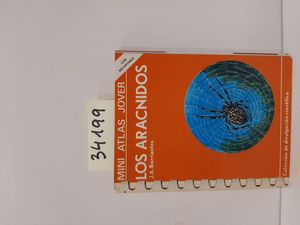 34199
MINI ATLAS JOVER
LOS ARACNIDOS
J.A. Barrientos
Colección de divulgación científica